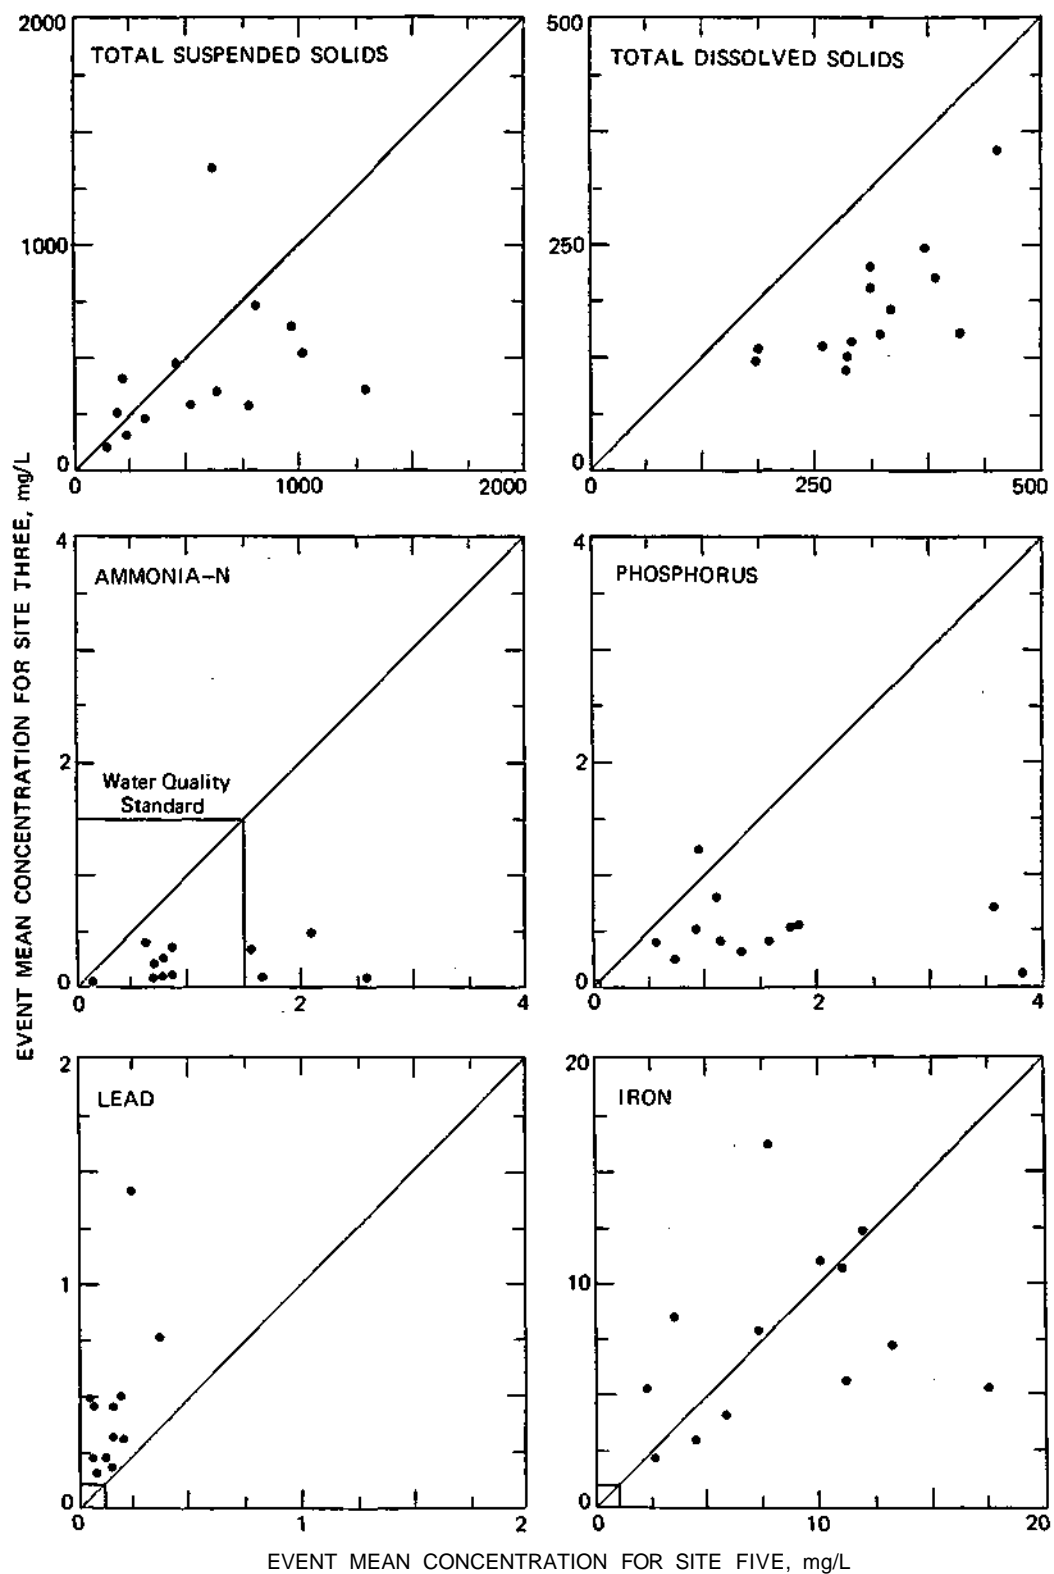 2000
TOTAL SUSPENDED SOLIDS
1000
0
0 1000 2000
500
TOTAL DISSOLVED SOLIDS
250
0
0 250 500
EVENT MEAN CONCENTRATION FOR SITE THREE, mg/L
4
AMMONIA-N
2
Water Quality
Standard
0
0 2 4
4
PHOSPHORUS
2
0
0 2 4
2
LEAD
1
0
0 1 2
20
IRON
10
0
0 10 20
EVENT MEAN CONCENTRATION FOR SITE FIVE, mg/L